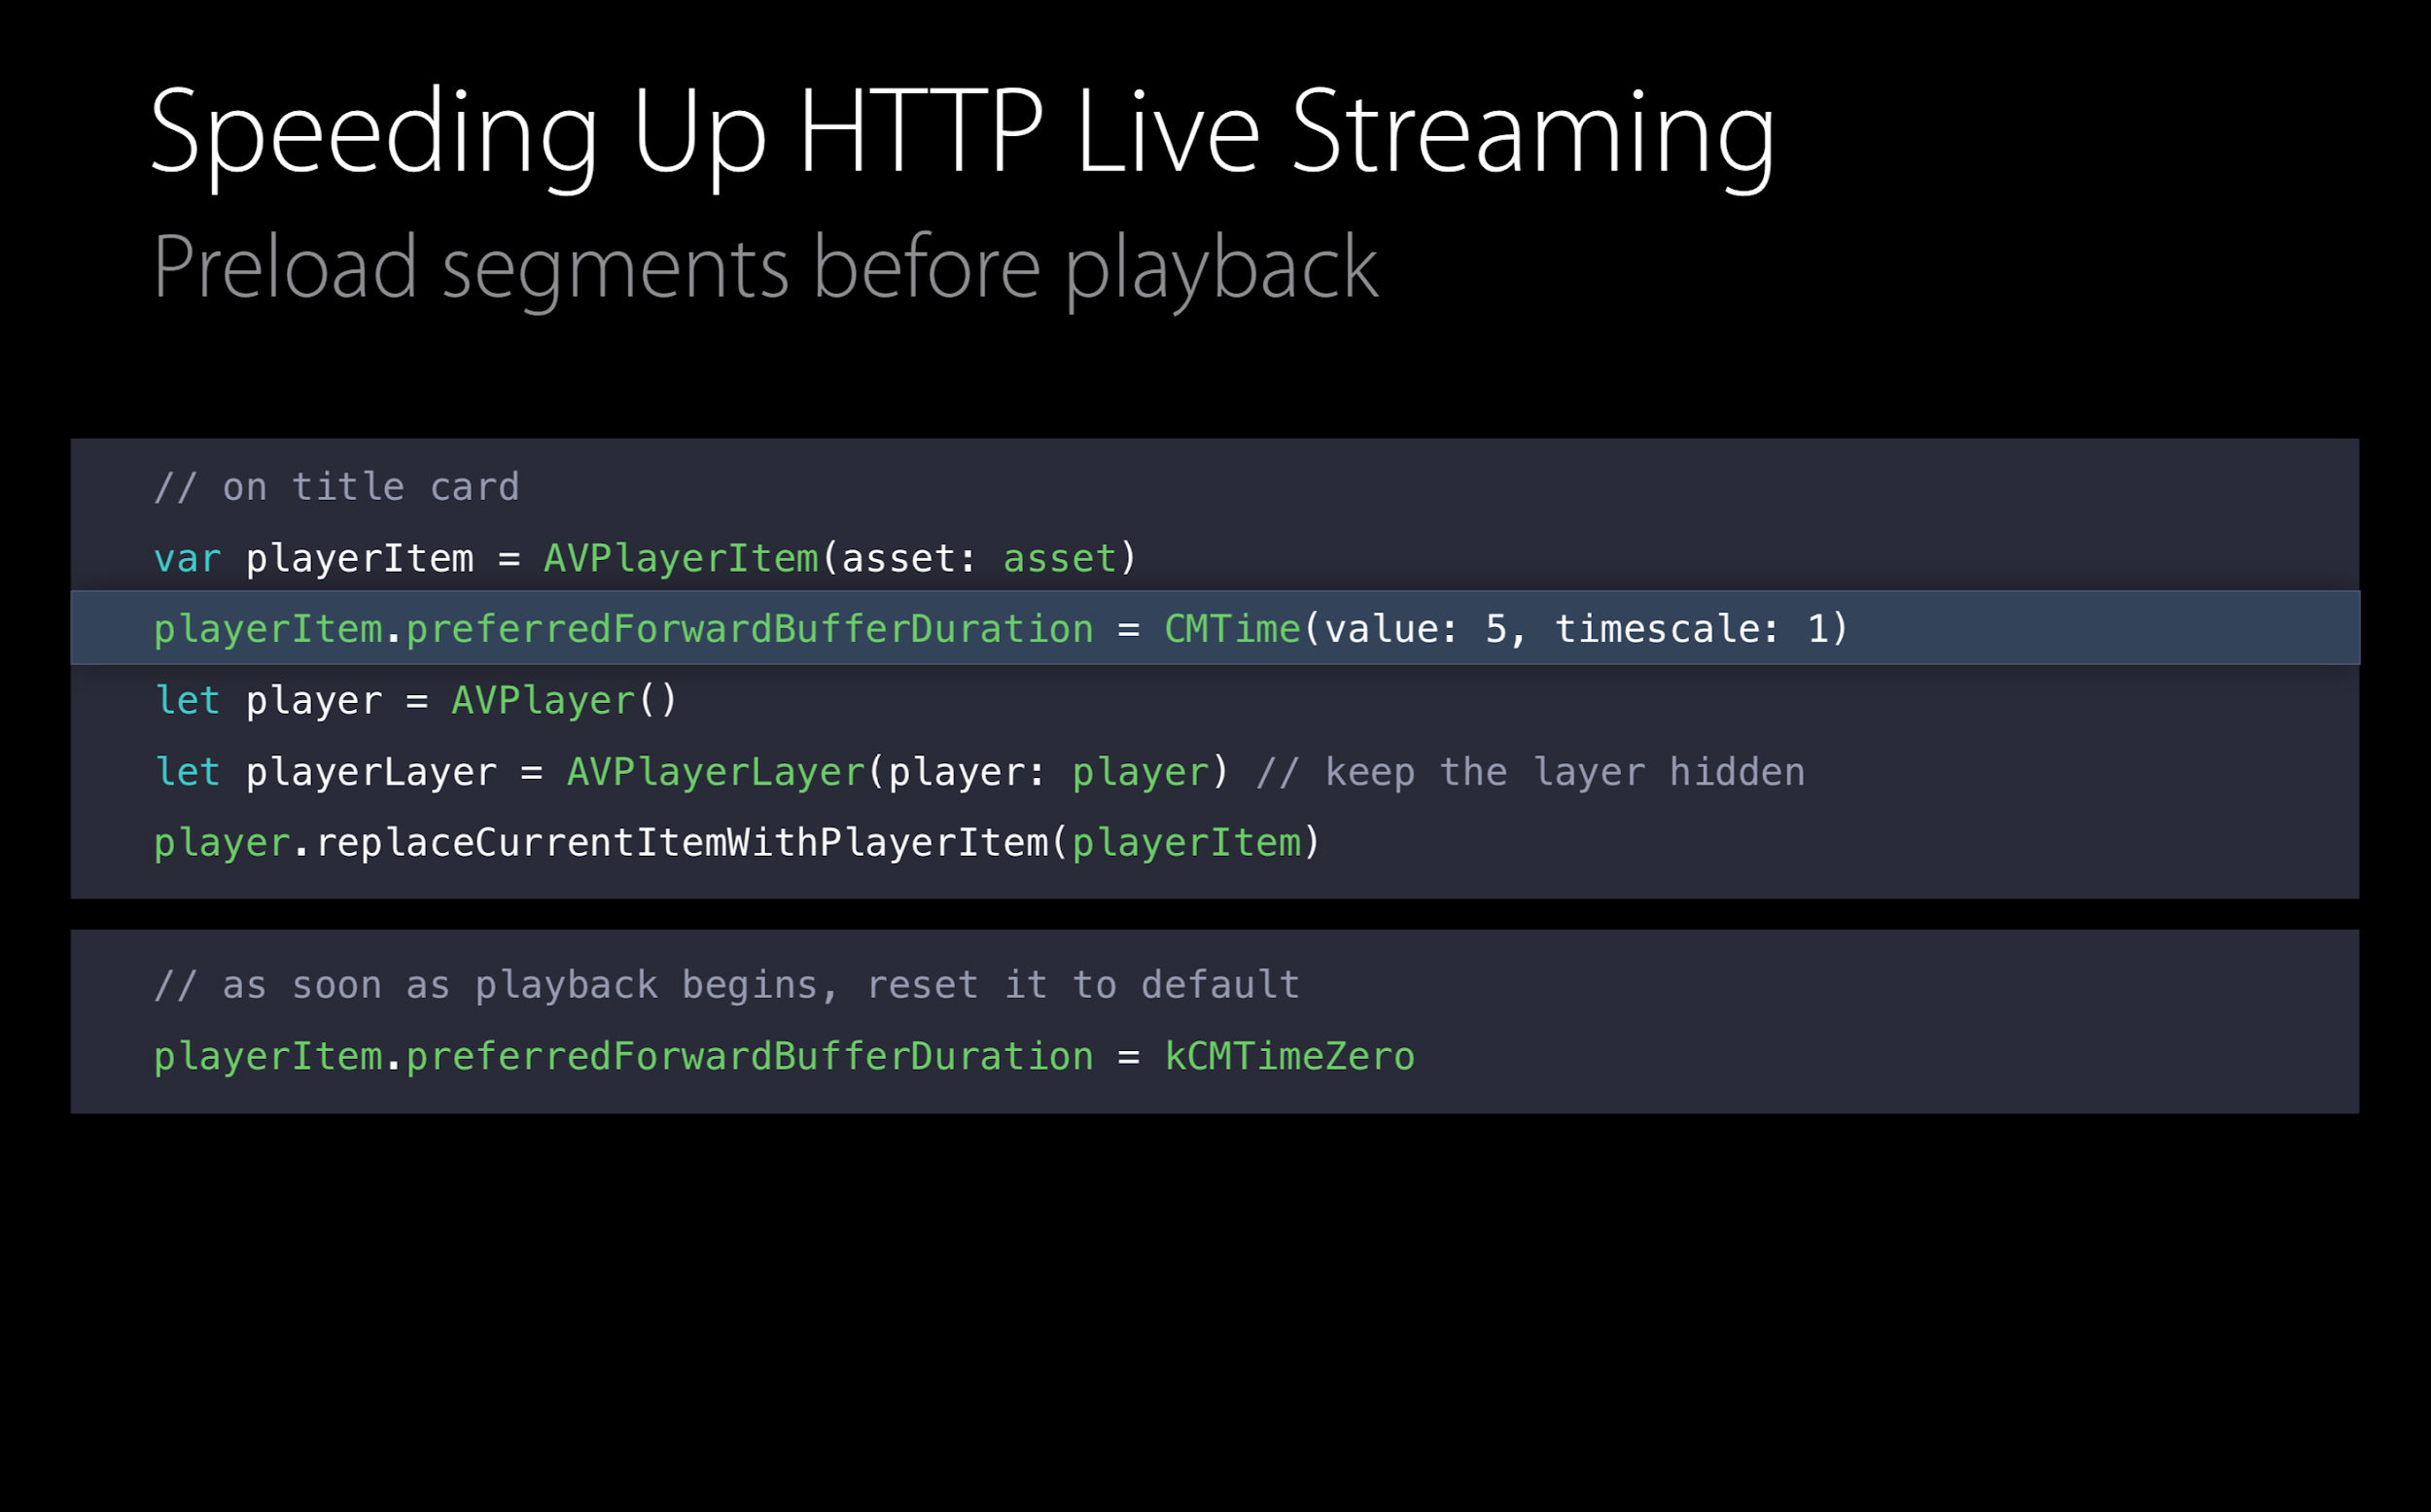 Speeding Up HTTP Live Streaming
Preload segments before playback
// on title card
var playerItem = AVPlayerItem(asset: asset)
playerItem.preferredForwardBufferDuration = CMTime(value: 5, timescale: 1)
let player = AVPlayer()
let playerLayer = AVPlayerLayer(player: player) // keep the layer hidden
player.replaceCurrentItemWithPlayerItem(playerItem)
// as soon as playback begins, reset it to default
playerItem.preferredForwardBufferDuration = kCMTimeZero